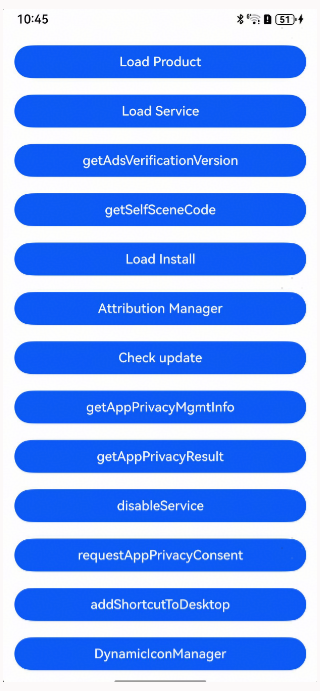 10:45
51
Load Product
Load Service
getAdsVerificationVersion
getSelfSceneCode
Load Install
Attribution Manager
Check update
getAppPrivacyMgmtInfo
getAppPrivacyResult
disableService
requestAppPrivacyConsent
addShortcutToDesktop
DynamicIconManager